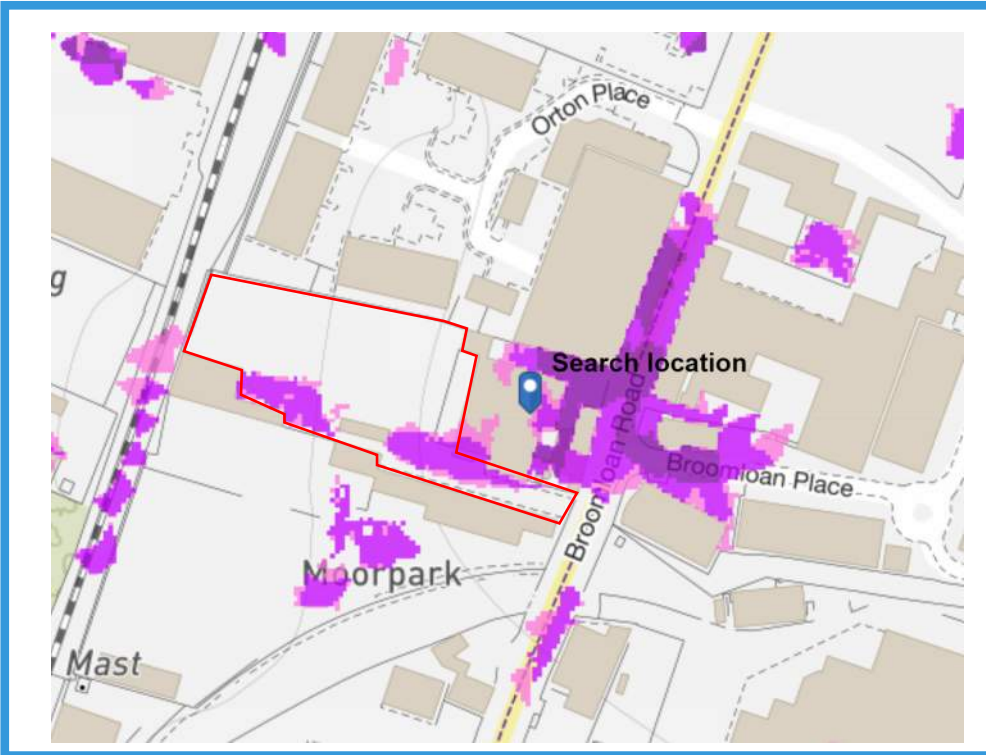 Orton Place
g
Search location
Broomloan Road
Broomloan Place
Moorpark
Mast